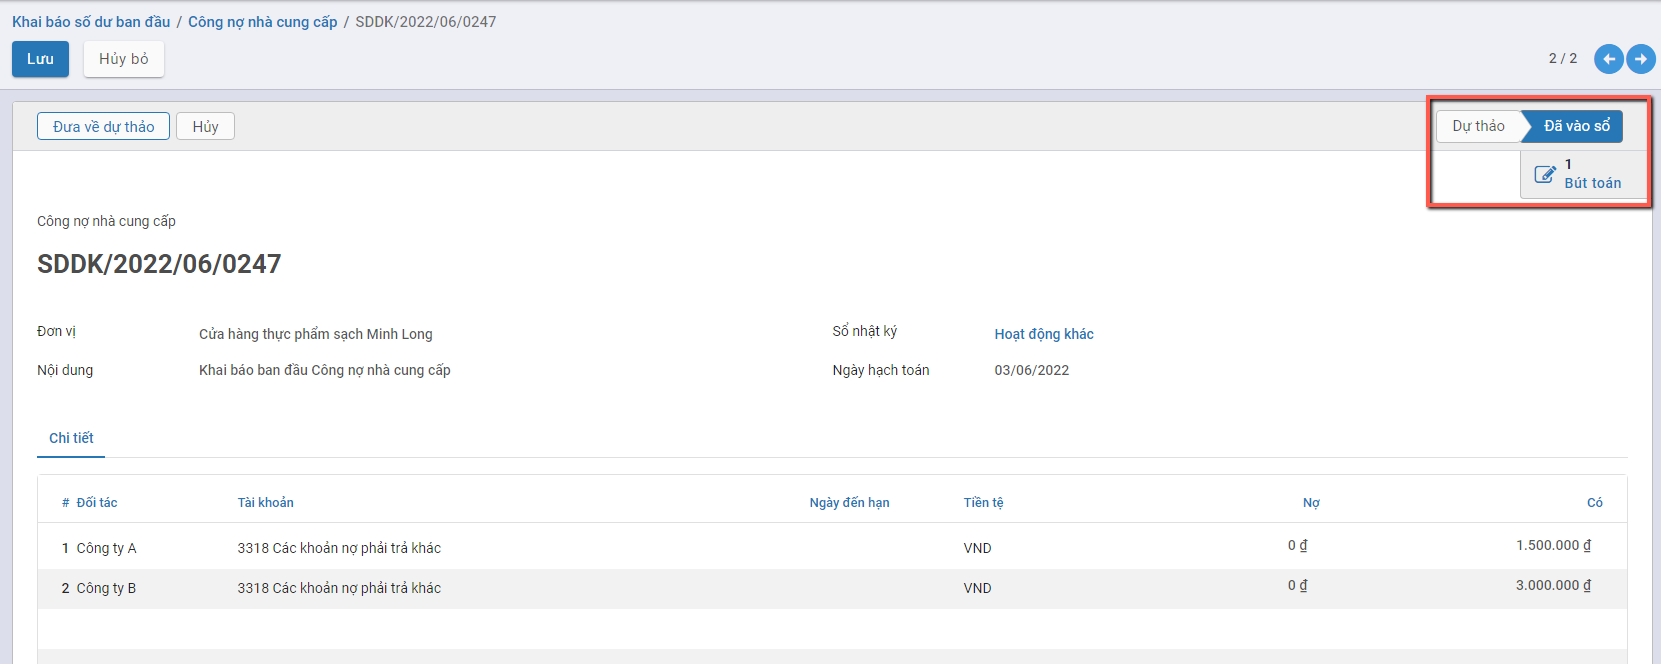 Khai báo số dư ban đầu / Công nợ nhà cung cấp / SDDK/2022/06/0247
Lưu Hủy bỏ 2 / 2
Đưa về dự thảo Hủy Dự thảo Đã vào sổ
1
Bút toán
Công nợ nhà cung cấp
SDDK/2022/06/0247
Đơn vị Cửa hàng thực phẩm sạch Minh Long Sổ nhật ký Hoạt động khác
Nội dung Khai báo ban đầu Công nợ nhà cung cấp Ngày hạch toán 03/06/2022
Chi tiết
# Đối tác Tài khoản Ngày đến hạn Tiền tệ Nợ Có
1 Công ty A 3318 Các khoản nợ phải trả khác VND 0 ₫ 1.500.000 ₫
2 Công ty B 3318 Các khoản nợ phải trả khác VND 0 ₫ 3.000.000 ₫